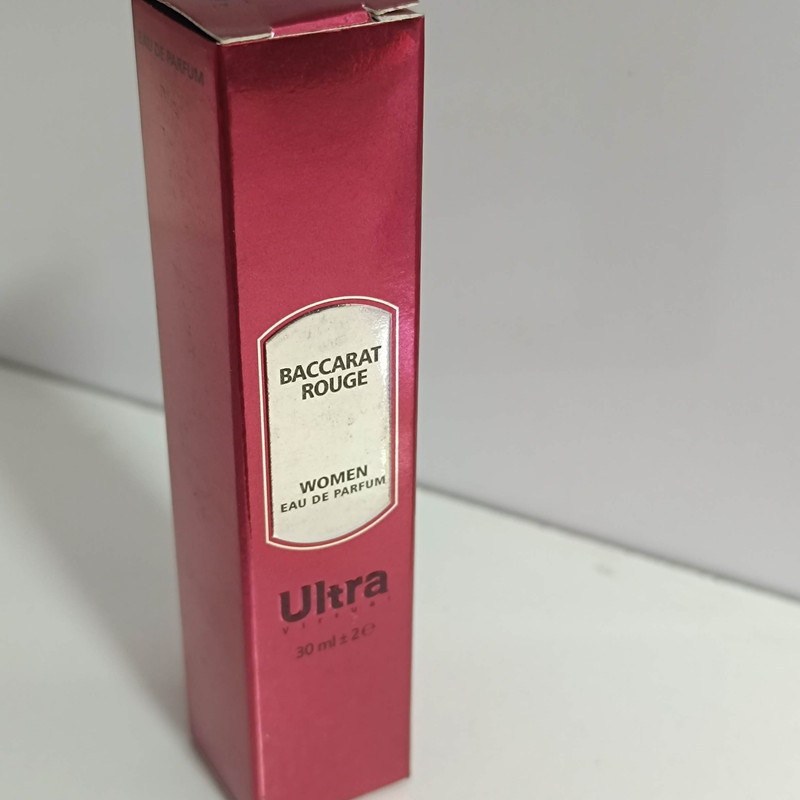 EAU DE PARFUM
BACCARAT
ROUGE
WOMEN
EAU DE PARFUM
Ultra
30 ml ± 2 ℮